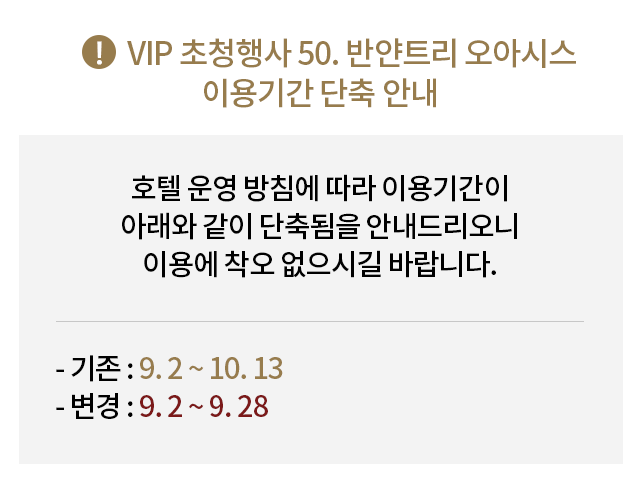 ! VIP 초청행사 50. 반얀트리 오아시스
이용기간 단축 안내
호텔 운영 방침에 따라 이용기간이
아래와 같이 단축됨을 안내드리오니
이용에 착오 없으시길 바랍니다.
- 기존 : 9. 2 ~ 10. 13
- 변경 : 9. 2 ~ 9. 28